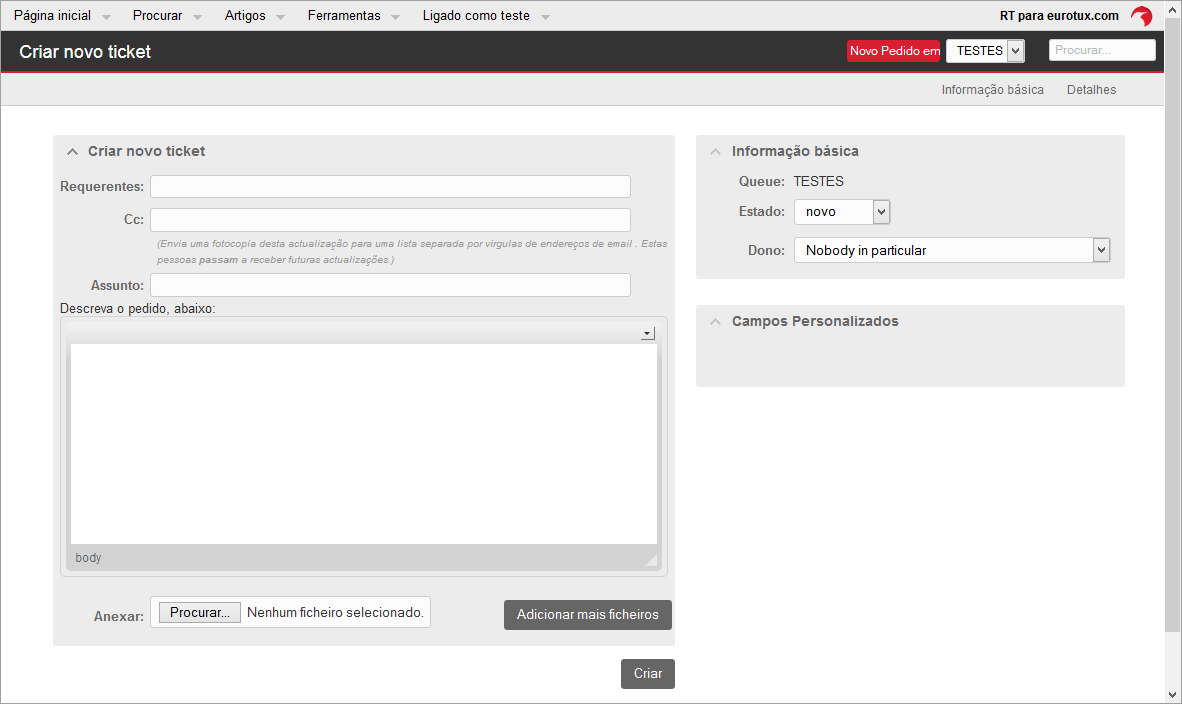 Página inicial Procurar Artigos Ferramentas Ligado como teste RT para eurotux.com
Criar novo ticket Novo Pedido em TESTES Procurar...
Informação básica Detalhes
Criar novo ticket
Requerentes:
Cc:
(Envia uma fotocopia desta actualização para uma lista separada por virgulas de endereços de email . Estas
pessoas passam a receber futuras actualizações.)
Assunto:
Descreva o pedido, abaixo:
body
Anexar: Procurar... Nenhum ficheiro selecionado. Adicionar mais ficheiros
Criar
Informação básica
Queue: TESTES
Estado: novo
Dono: Nobody in particular
Campos Personalizados